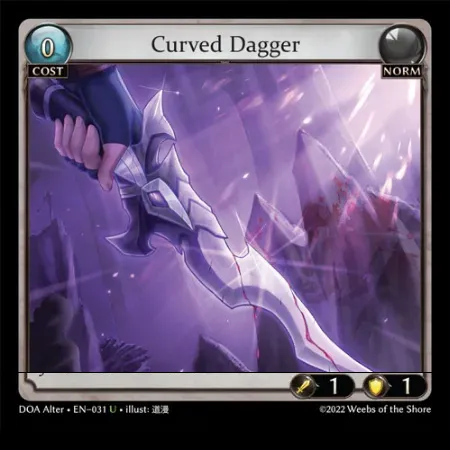 0
COST
Curved Dagger
NORM
1
1
DOA Alter • EN-031 U • illust: 道漫
©2022 Weebs of the Shore